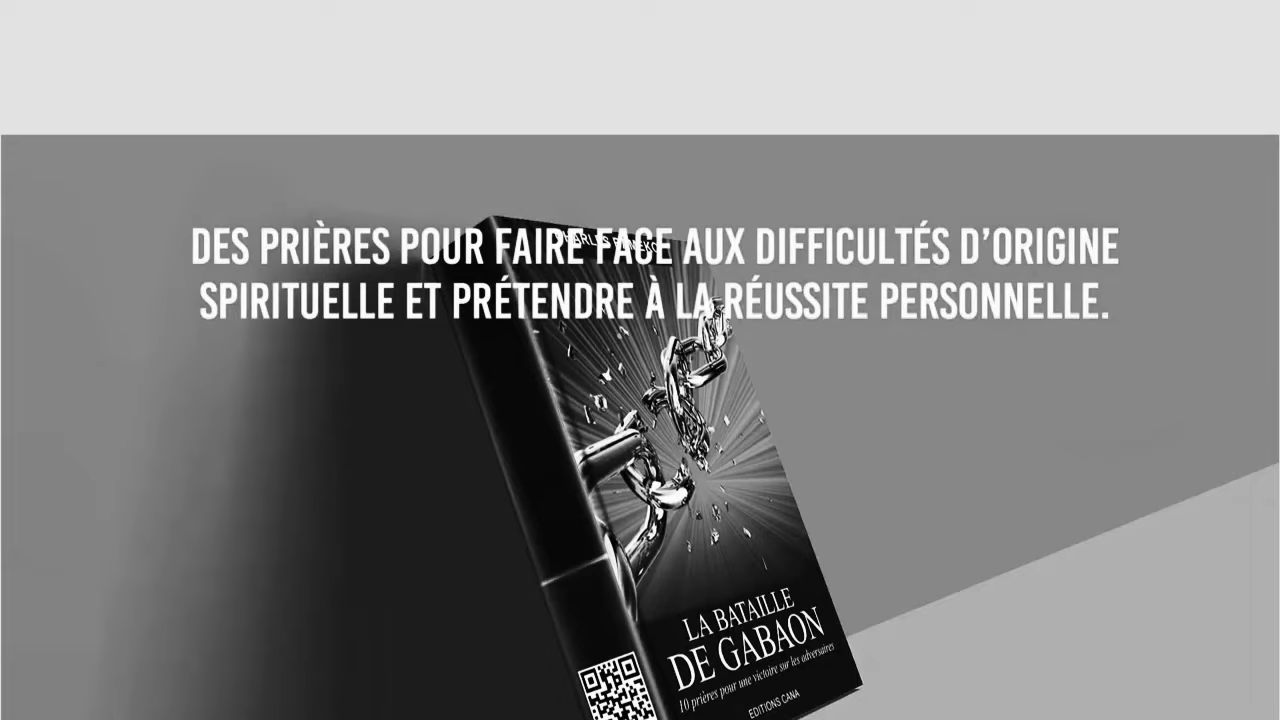 DES PRIÈRES POUR FAIRE FACE AUX DIFFICULTÉS D’ORIGINE
SPIRITUELLE ET PRÉTENDRE À LA RÉUSSITE PERSONNELLE.
LA BATAILLE
DE GABAON
10 prières pour une victoire sur les adversaires
EDITIONS CANA